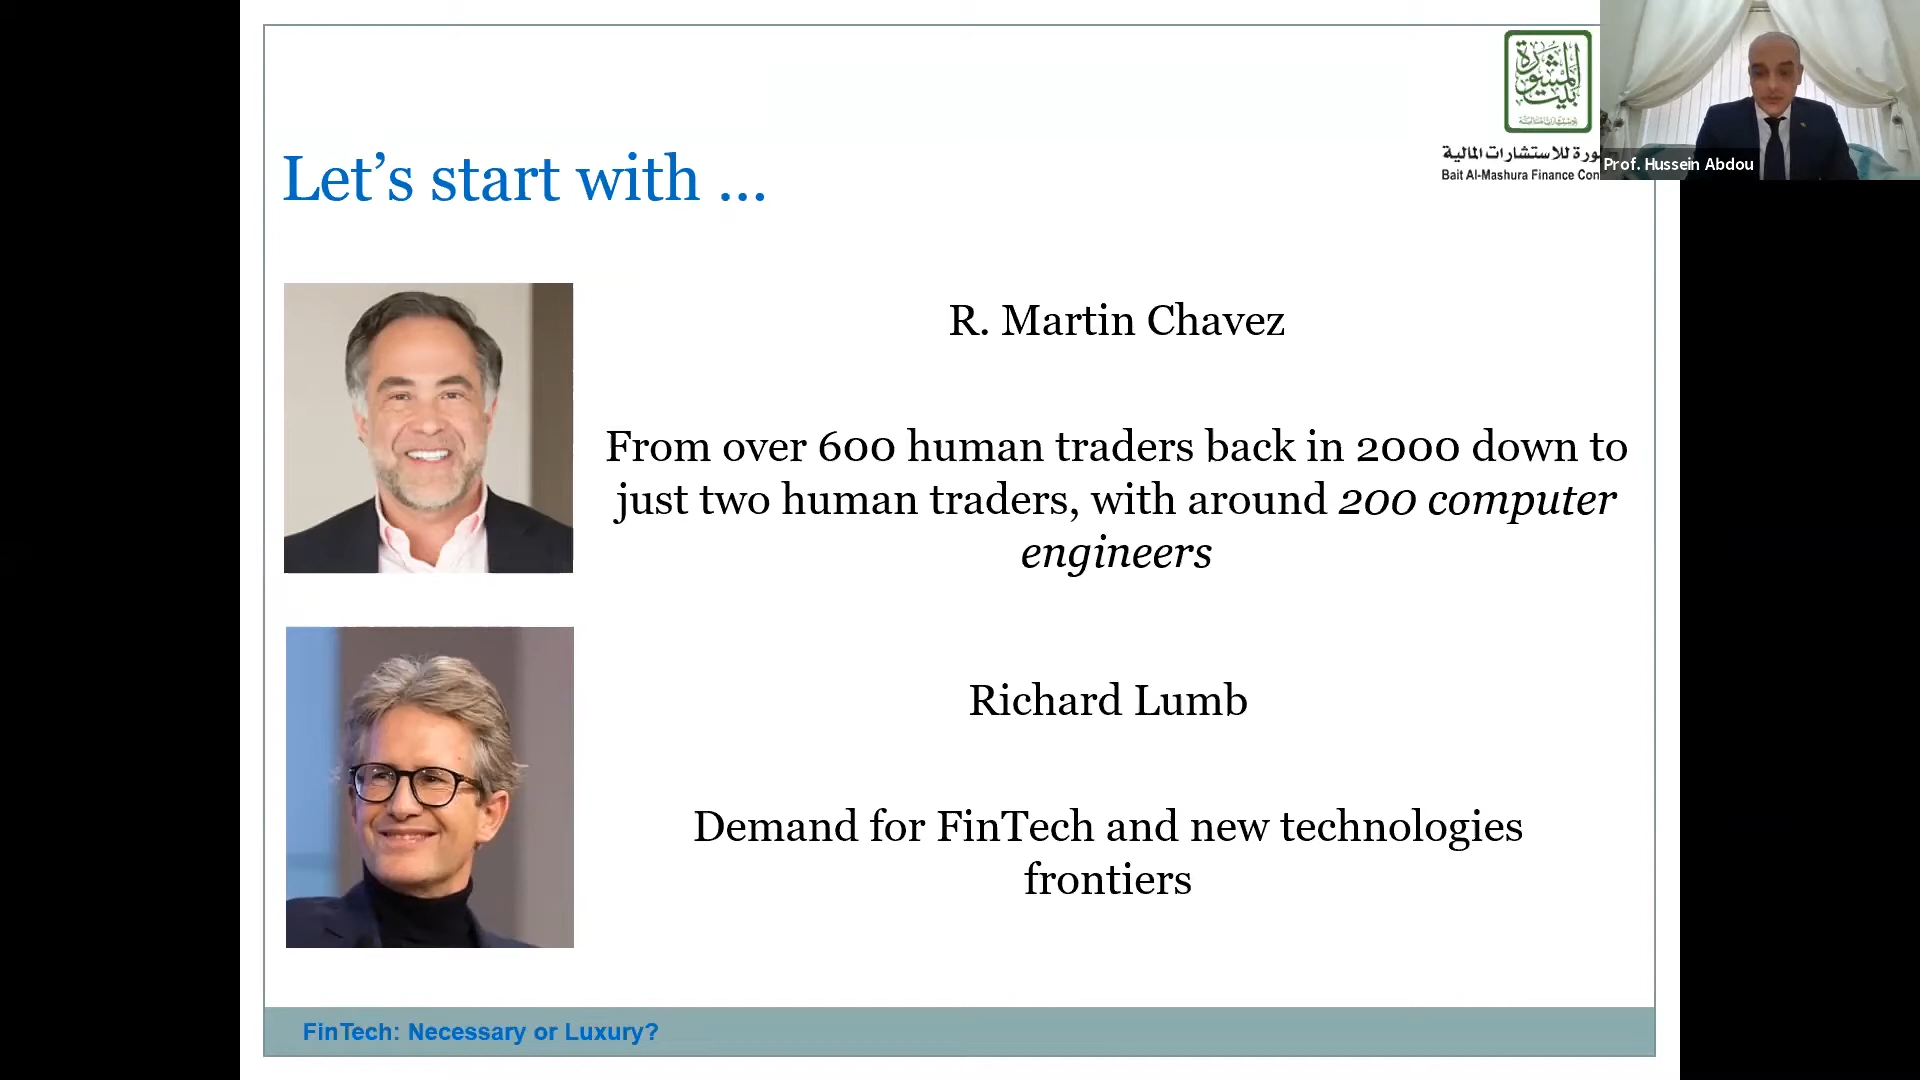 المشورة
بيت
للاستشارات المالية
Bait Al-Mashura Finance
Prof. Hussein Abdou
Let’s start with ...
R. Martin Chavez
From over 600 human traders back in 2000 down to
just two human traders, with around 200 computer
engineers
Richard Lumb
Demand for FinTech and new technologies
frontiers
FinTech: Necessary or Luxury?